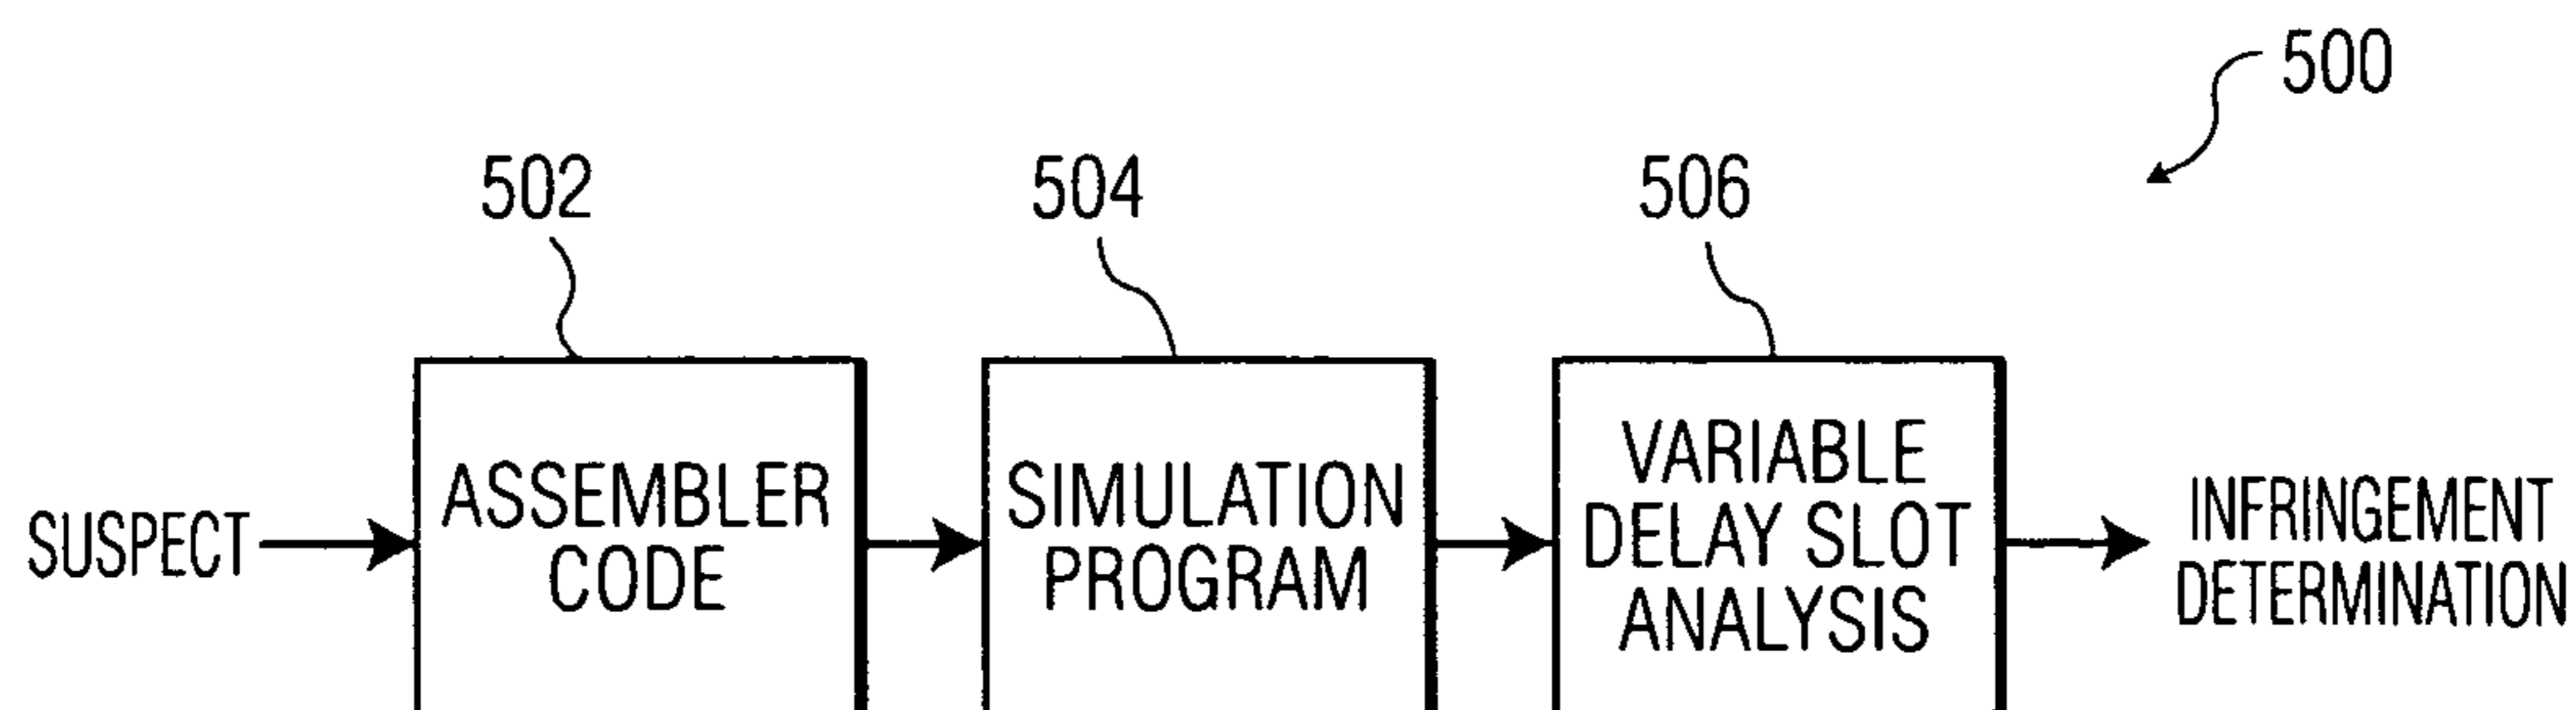 500
502
504
506
SUSPECT
ASSEMBLER
CODE
SIMULATION
PROGRAM
VARIABLE
DELAY SLOT
ANALYSIS
INFRINGEMENT
DETERMINATION